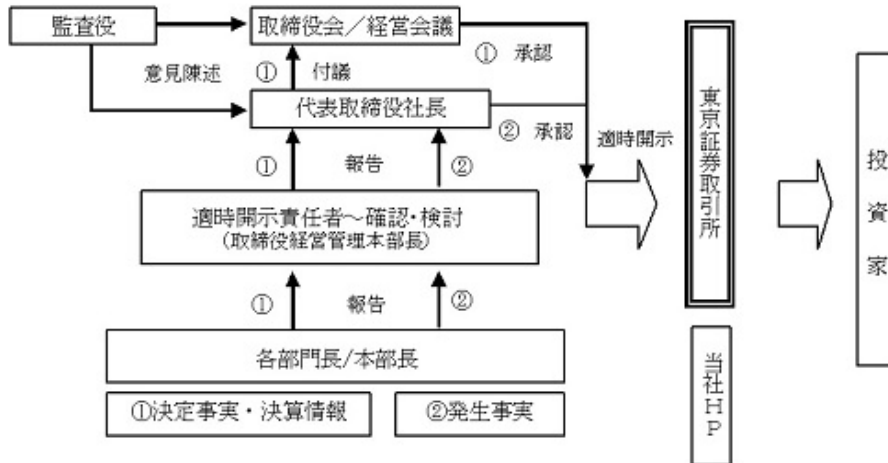 監査役
取締役会／経営会議
① 承認
意見陳述
① 付議
代表取締役社長
② 承認
適時開示
① 報告 ②
適時開示責任者～確認・検討
(取締役経営管理本部長)
① 報告 ②
各部門長/本部長
①決定事実・決算情報
②発生事実
東京証券取引所
当社ＨＰ
投資家